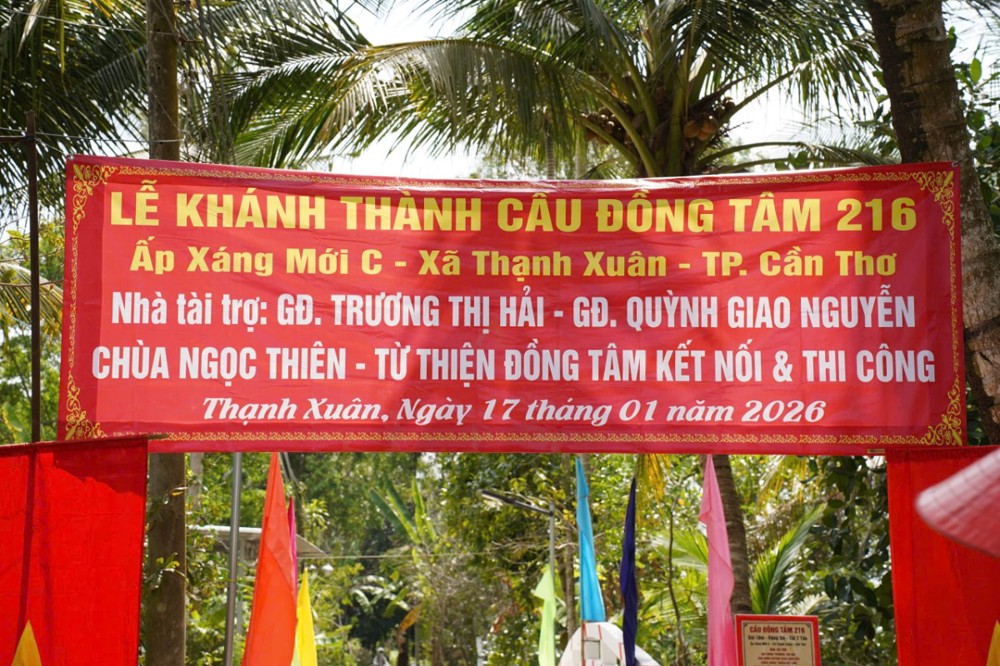 LỄ KHÁNH THÀNH CẦU ĐỒNG TÂM 216
Ấp Xáng Mới C - Xã Thạnh Xuân - TP. Cần Thơ
Nhà tài trợ: GĐ. TRƯƠNG THỊ HẢI - GĐ. QUỲNH GIAO NGUYỄN
CHÙA NGỌC THIÊN - TỪ THIỆN ĐỒNG TÂM KẾT NỐI & THI CÔNG
Thạnh Xuân, Ngày 17 tháng 01 năm 2026
CẦU ĐỒNG TÂM 216